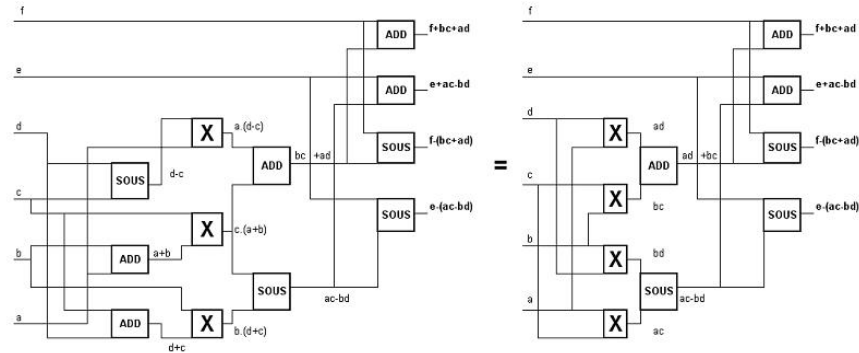 f
ADD
f+bc+ad
e
ADD
e+ac-bd
d
X
a.(d-c)
bc +ad
SOUS
f-(bc+ad)
ADD
SOUS
d-c
c
X
c.(a+b)
SOUS
e-(ac-bd)
b
ADD
a+b
SOUS
ac-bd
a
ADD
d+c
X
b.(d+c)
=
f
ADD
f+bc+ad
e
ADD
e+ac-bd
d
X
ad
SOUS
f-(bc+ad)
ADD
ad +bc
c
X
bc
SOUS
e-(ac-bd)
b
X
bd
SOUS
ac-bd
a
X
ac